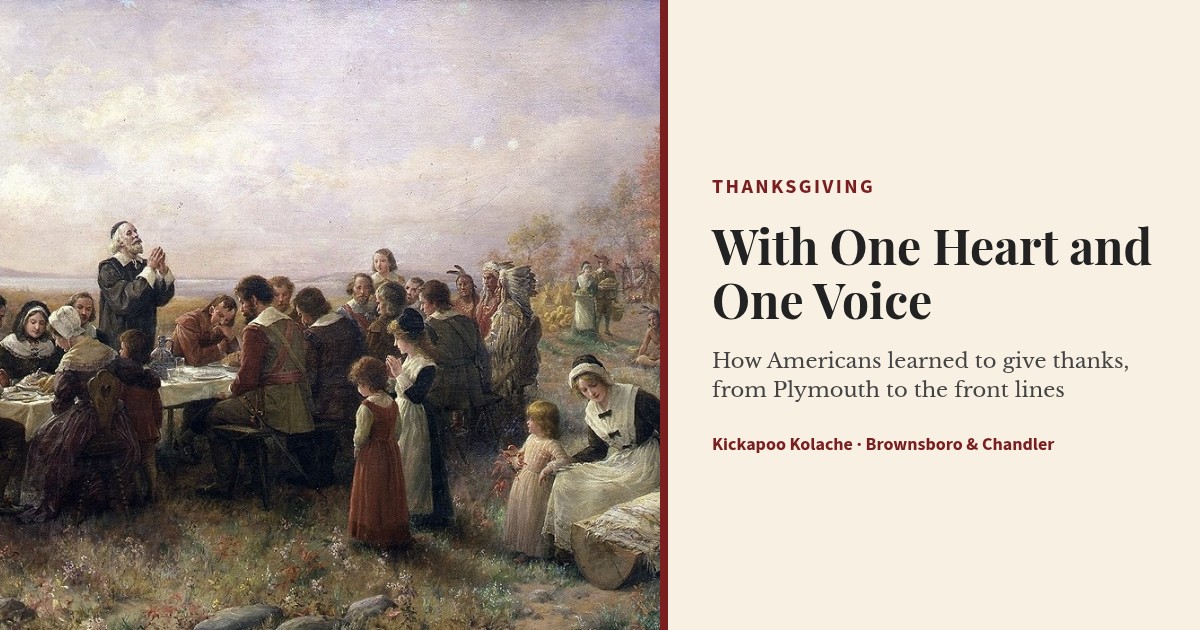 THANKSGIVING
With One Heart and
One Voice
How Americans learned to give thanks,
from Plymouth to the front lines
Kickapoo Kolache · Brownsboro & Chandler